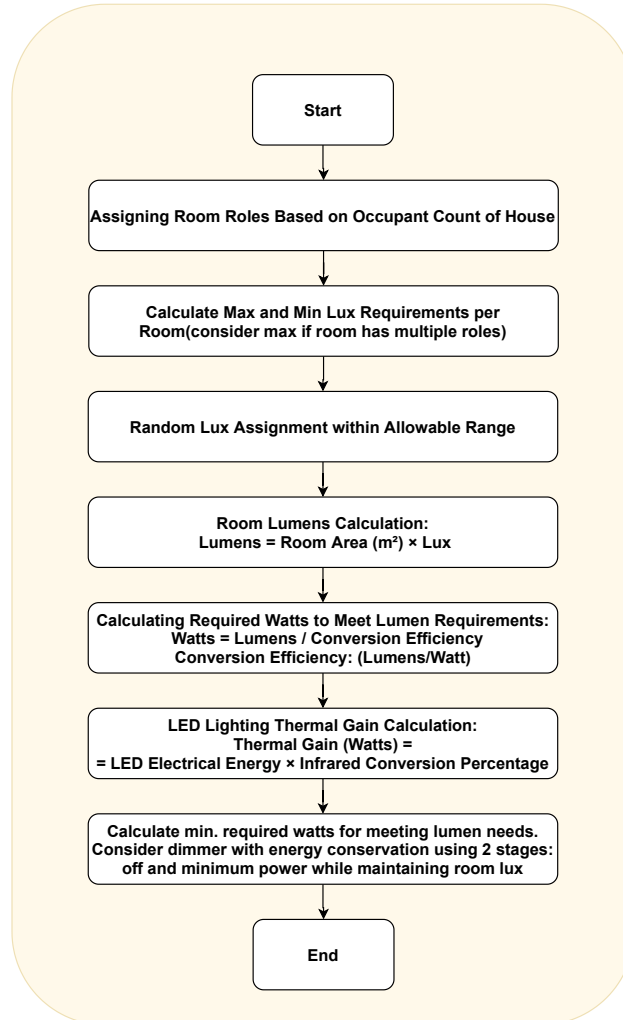 Start
Assigning Room Roles Based on Occupant Count of House
Calculate Max and Min Lux Requirements per
Room(consider max if room has multiple roles)
Random Lux Assignment within Allowable Range
Room Lumens Calculation:
Lumens = Room Area (m²) × Lux
Calculating Required Watts to Meet Lumen Requirements:
Watts = Lumens / Conversion Efficiency
Conversion Efficiency: (Lumens/Watt)
LED Lighting Thermal Gain Calculation:
Thermal Gain (Watts) =
= LED Electrical Energy × Infrared Conversion Percentage
Calculate min. required watts for meeting lumen needs.
Consider dimmer with energy conservation using 2 stages:
off and minimum power while maintaining room lux
End